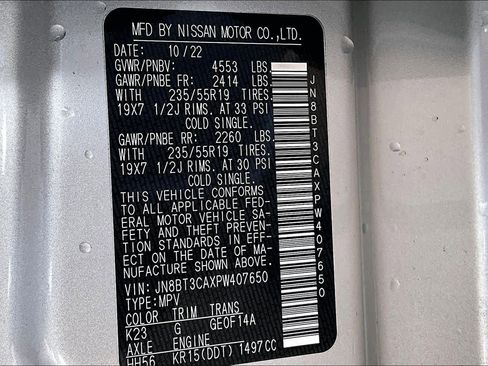 MFD BY NISSAN MOTOR CO.,LTD.
DATE: 10/22
GVWR/PNBV: 4553 LBS
GAWR/PNBE FR: 2414 LBS.
WITH 235/55R19 TIRES.
19X7 1/2J RIMS. AT 33 PSI
COLD SINGLE.
GAWR/PNBE RR: 2260 LBS.
WITH 235/55R19 TIRES.
19X7 1/2J RIMS. AT 30 PSI
COLD SINGLE.
THIS VEHICLE CONFORMS
TO ALL APPLICABLE FED-
ERAL MOTOR VEHICLE SA-
FETY AND THEFT PREVEN-
TION STANDARDS IN EFF-
ECT ON THE DATE OF MA-
NUFACTURE SHOWN ABOVE.
VIN: JN8BT3CAXPW407650
TYPE:MPV
COLOR TRIM TRANS
K23 G GE0F14A
AXLE ENGINE
HH56 KR15(DDT) 1497CC
JN8BT3CAXPW407650